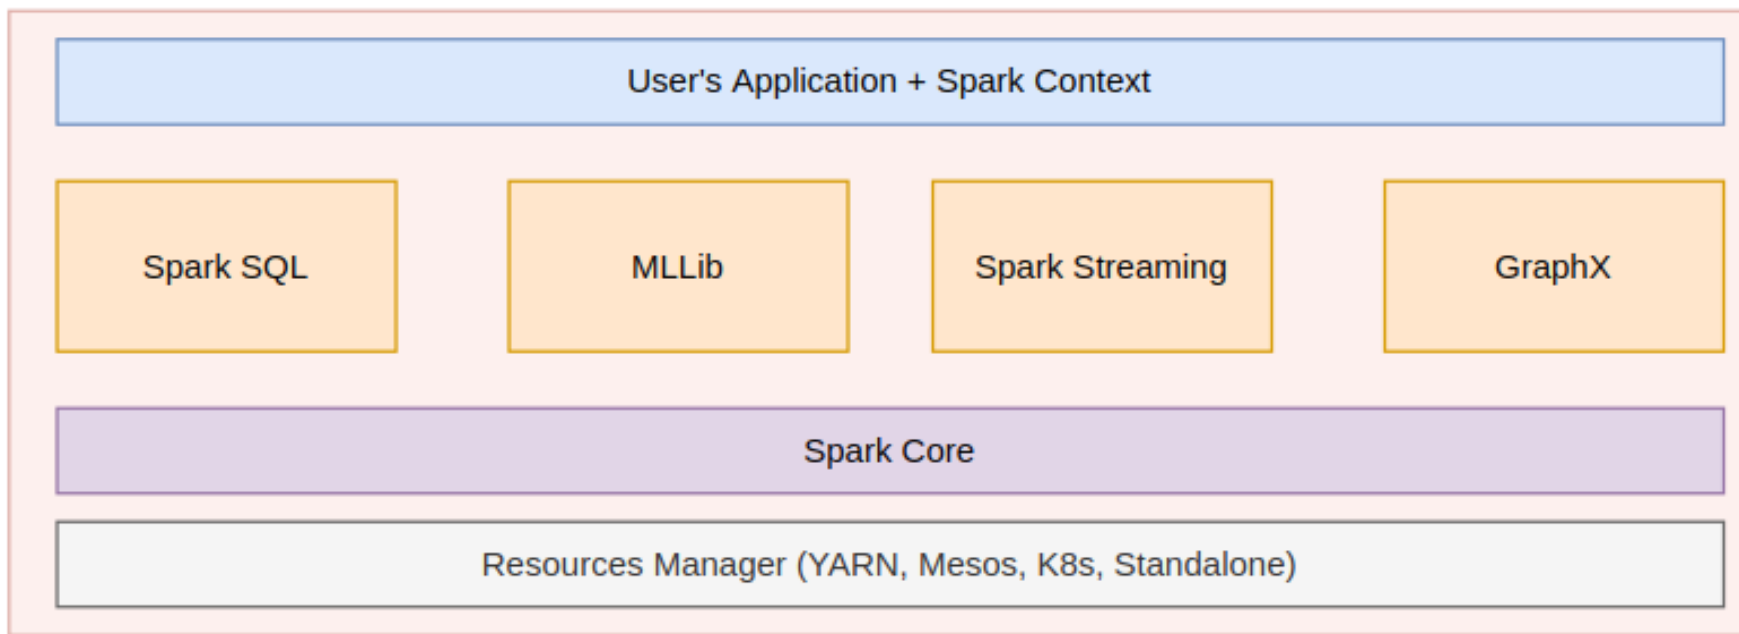 User's Application + Spark Context
Spark SQL
MLLib
Spark Streaming
GraphX
Spark Core
Resources Manager (YARN, Mesos, K8s, Standalone)